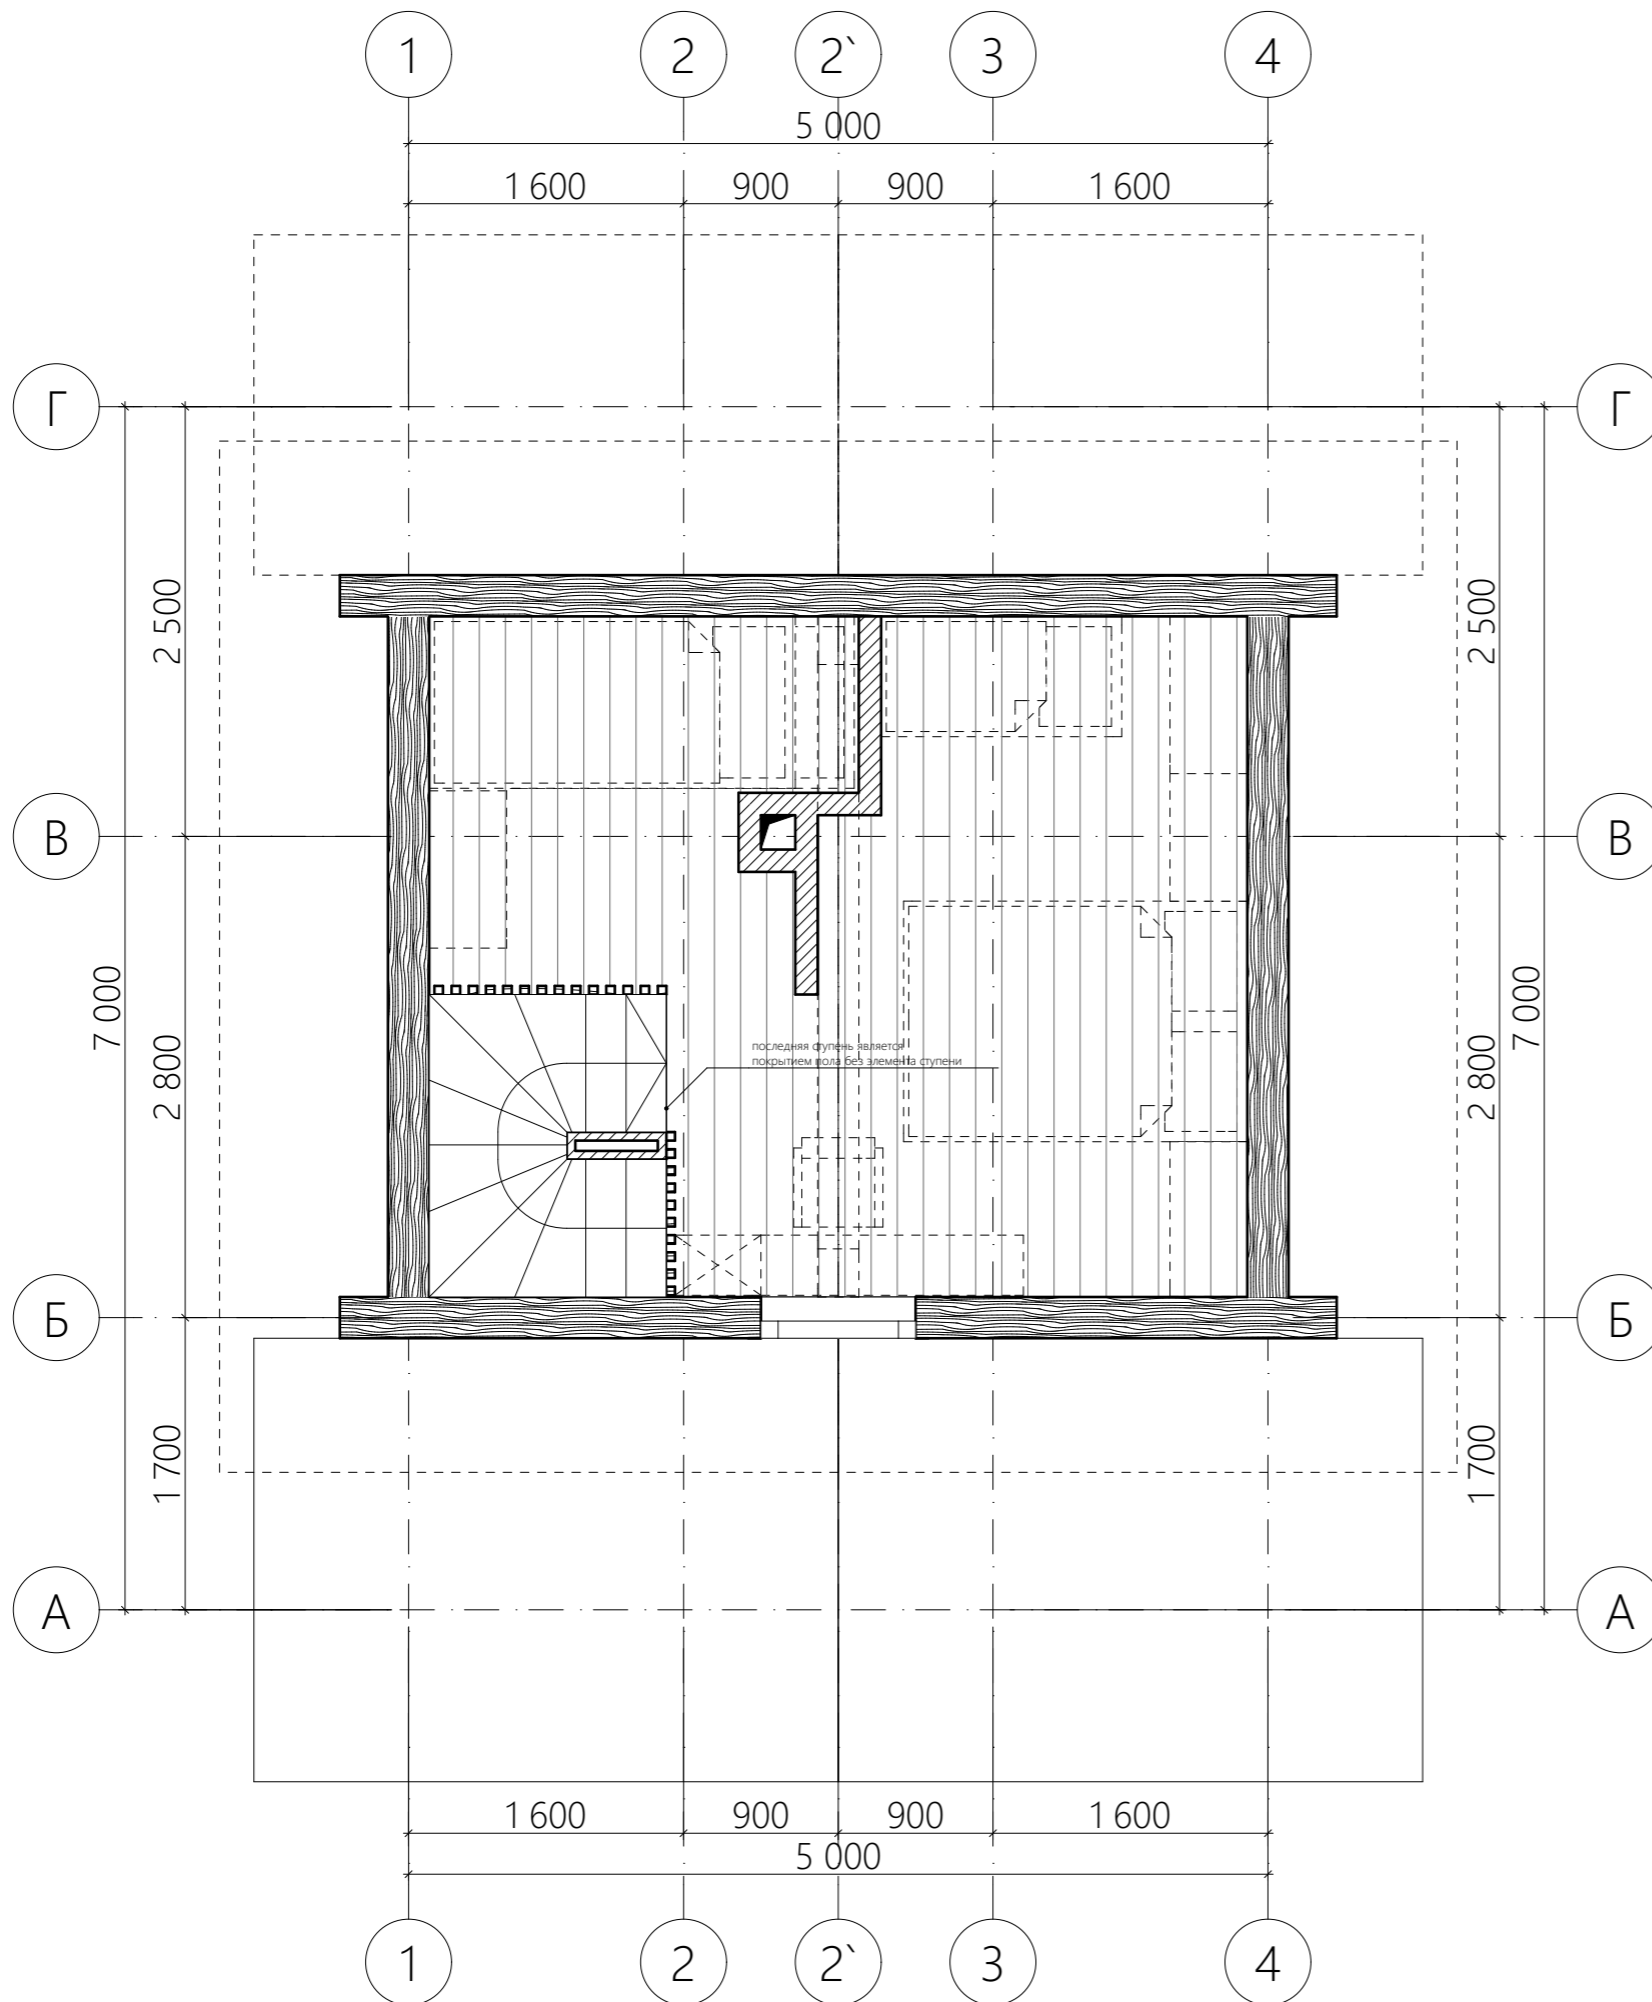 1 2 2` 3 4
5 000
1 600 900 900 1 600
Г Г
2 500 2 500
В В
7 000 7 000
2 800 2 800
последняя ступень является
покрытием пола без элемента ступени
Б Б
1 700 1 700
А А
1 600 900 900 1 600
5 000
1 2 2` 3 4